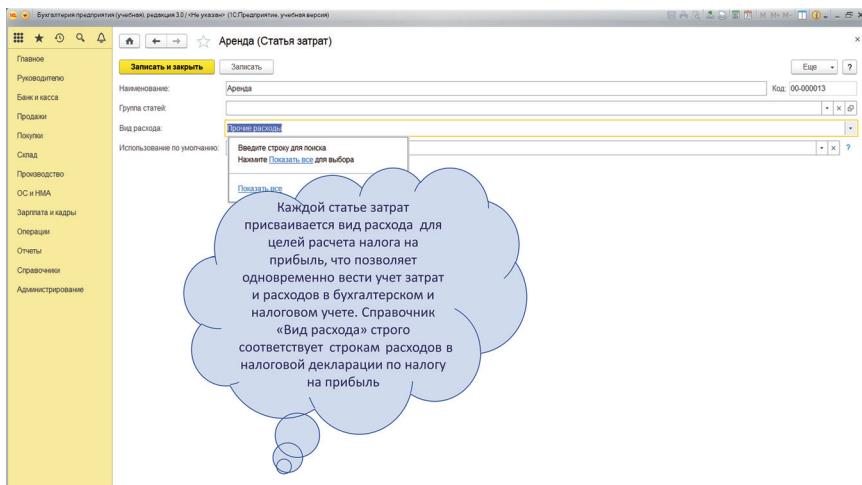 Бухгалтерия предприятия (учебная), редакция 3.0 / <Не указан> (1С:Предприятие, учебная версия)
M M+ M-
Аренда (Статья затрат)
Главное
Руководителю
Банк и касса
Продажи
Покупки
Склад
Производство
ОС и НМА
Зарплата и кадры
Операции
Отчеты
Справочники
Администрирование
Записать и закрыть Записать Еще ?
Наименование: Аренда Код: 00-000013
Группа статей:
Вид расхода: Прочие расходы
Использование по умолчанию: ?
Введите строку для поиска
Нажмите Показать все для выбора
Показать все
Каждой статье затрат
присваивается вид расхода для
целей расчета налога на
прибыль, что позволяет
одновременно вести учет затрат
и расходов в бухгалтерском и
налоговом учете. Справочник
«Вид расхода» строго
соответствует строкам расходов в
налоговой декларации по налогу
на прибыль